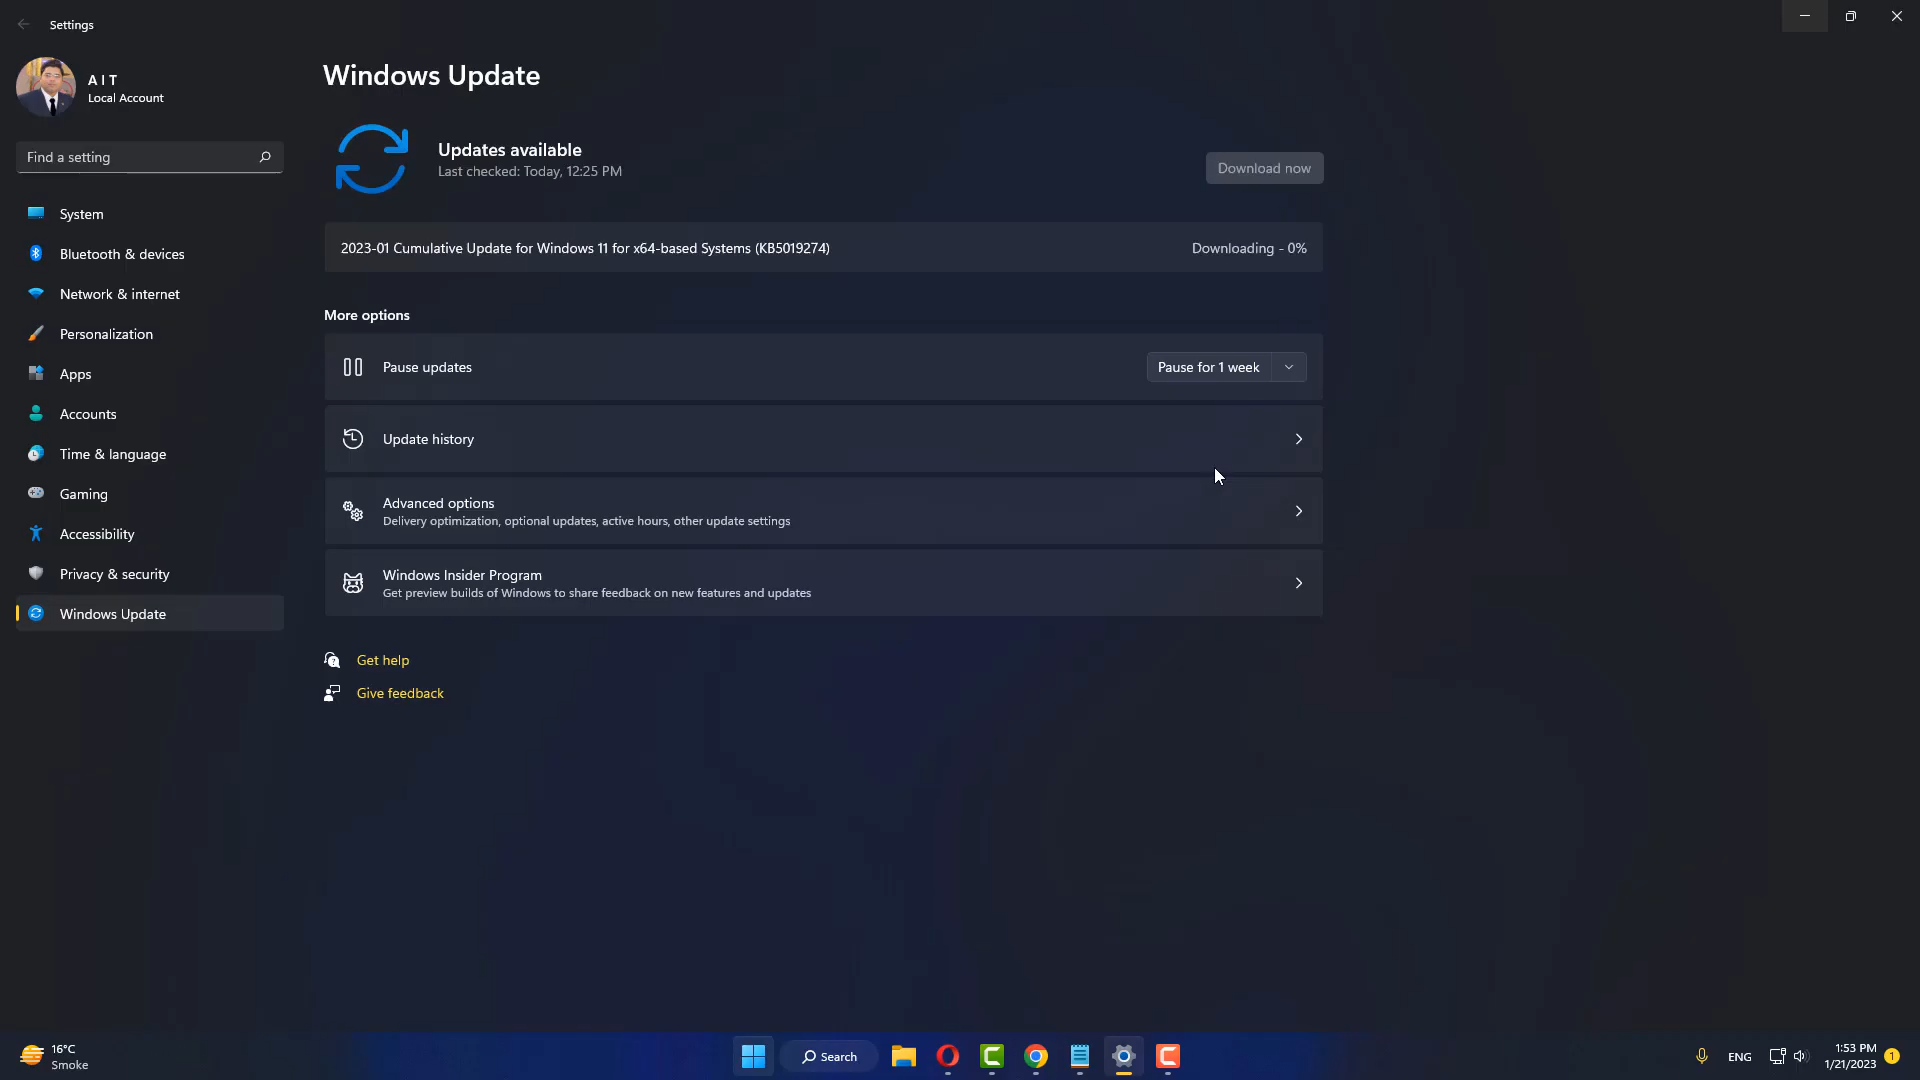 Settings
A I T
Local Account
Find a setting
System
Bluetooth & devices
Network & internet
Personalization
Apps
Accounts
Time & language
Gaming
Accessibility
Privacy & security
Windows Update
Windows Update
Updates available
Last checked: Today, 12:25 PM
Download now
2023-01 Cumulative Update for Windows 11 for x64-based Systems (KB5019274)
Downloading - 0%
More options
Pause updates
Pause for 1 week
Update history
Advanced options
Delivery optimization, optional updates, active hours, other update settings
Windows Insider Program
Get preview builds of Windows to share feedback on new features and updates
Get help
Give feedback
16°C
Smoke
Search
ENG
1:53 PM
1/21/2023
1